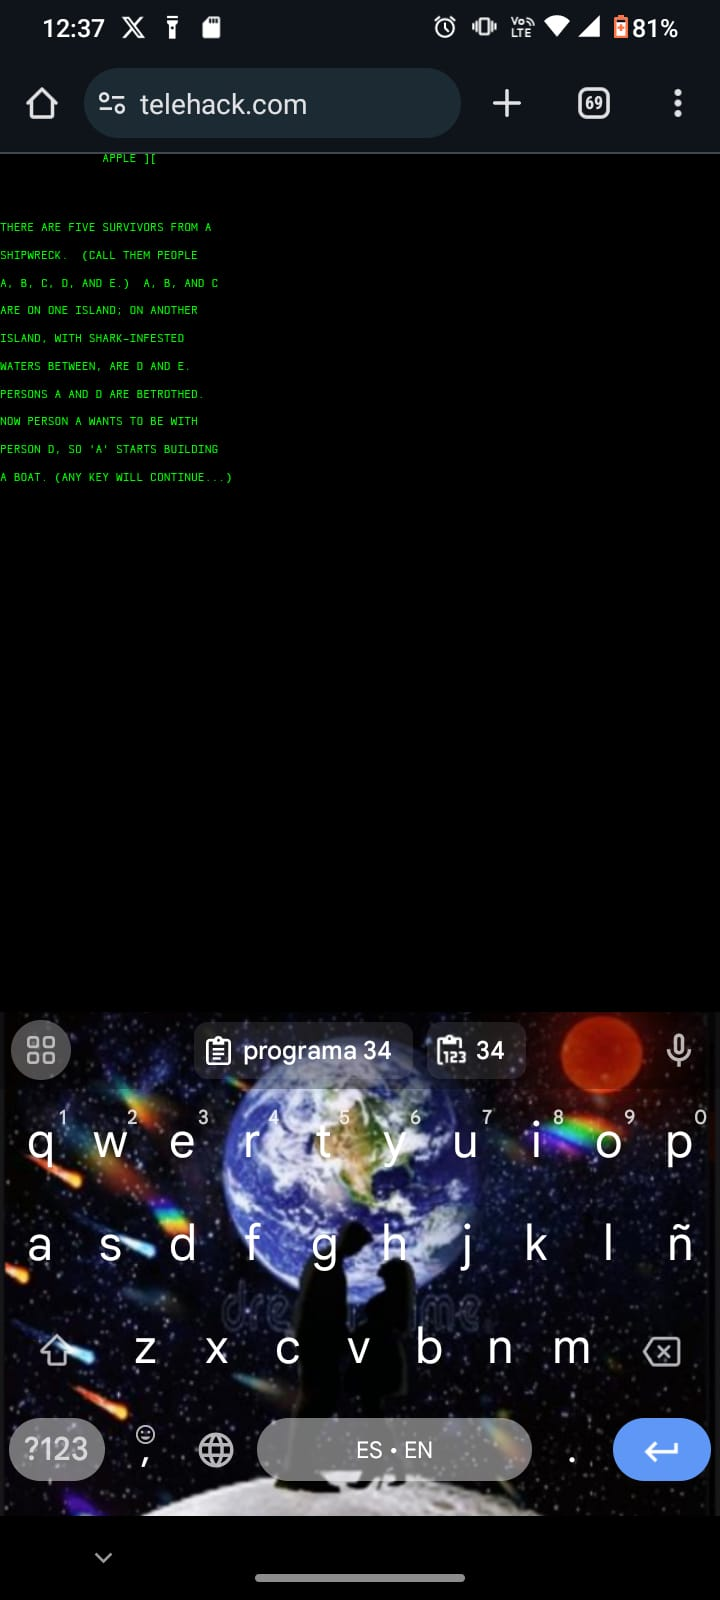 12:37
Vo
LTE
81%
telehack.com
69
APPLE ][
THERE ARE FIVE SURVIVORS FROM A
SHIPWRECK.  (CALL THEM PEOPLE
A, B, C, D, AND E.)  A, B, AND C
ARE ON ONE ISLAND; ON ANOTHER
ISLAND, WITH SHARK-INFESTED
WATERS BETWEEN, ARE D AND E.
PERSONS A AND D ARE BETROTHED.
NOW PERSON A WANTS TO BE WITH
PERSON D, SO 'A' STARTS BUILDING
A BOAT. (ANY KEY WILL CONTINUE...)
programa 34
123 34
1 2 3 4 5 6 7 8 9 0
q w e r t y u i o p
a s d f g h j k l ñ
z x c v b n m
?123 , ES • EN .